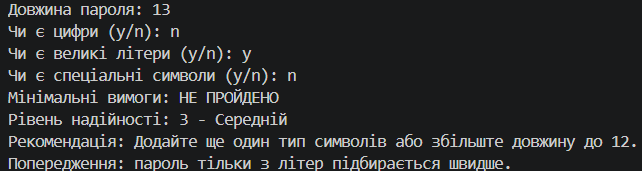 Довжина пароля: 13
Чи є цифри (y/n): n
Чи є великі літери (y/n): y
Чи є спеціальні символи (y/n): n
Мінімальні вимоги: НЕ ПРОЙДЕНО
Рівень надійності: 3 - Середній
Рекомендація: Додайте ще один тип символів або збільште довжину до 12.
Попередження: пароль тільки з літер підбирається швидше.